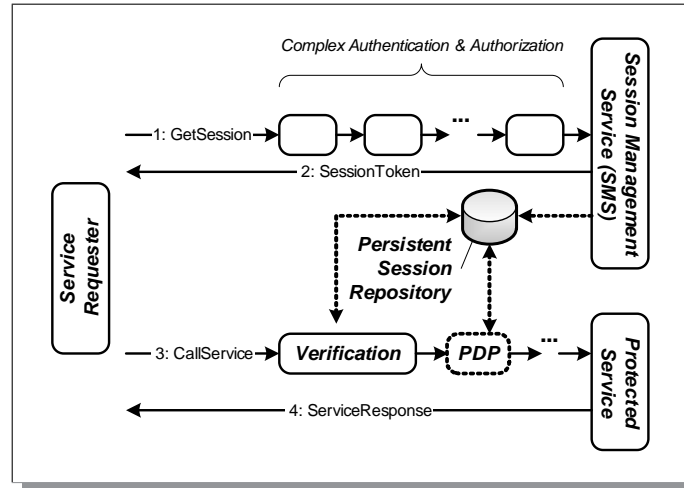 Complex Authentication & Authorization
Session Management
Service (SMS)
...
1: GetSession
2: SessionToken
Persistent
Session
Repository
Service
Requester
3: CallService
Verification
PDP
...
Protected
Service
4: ServiceResponse